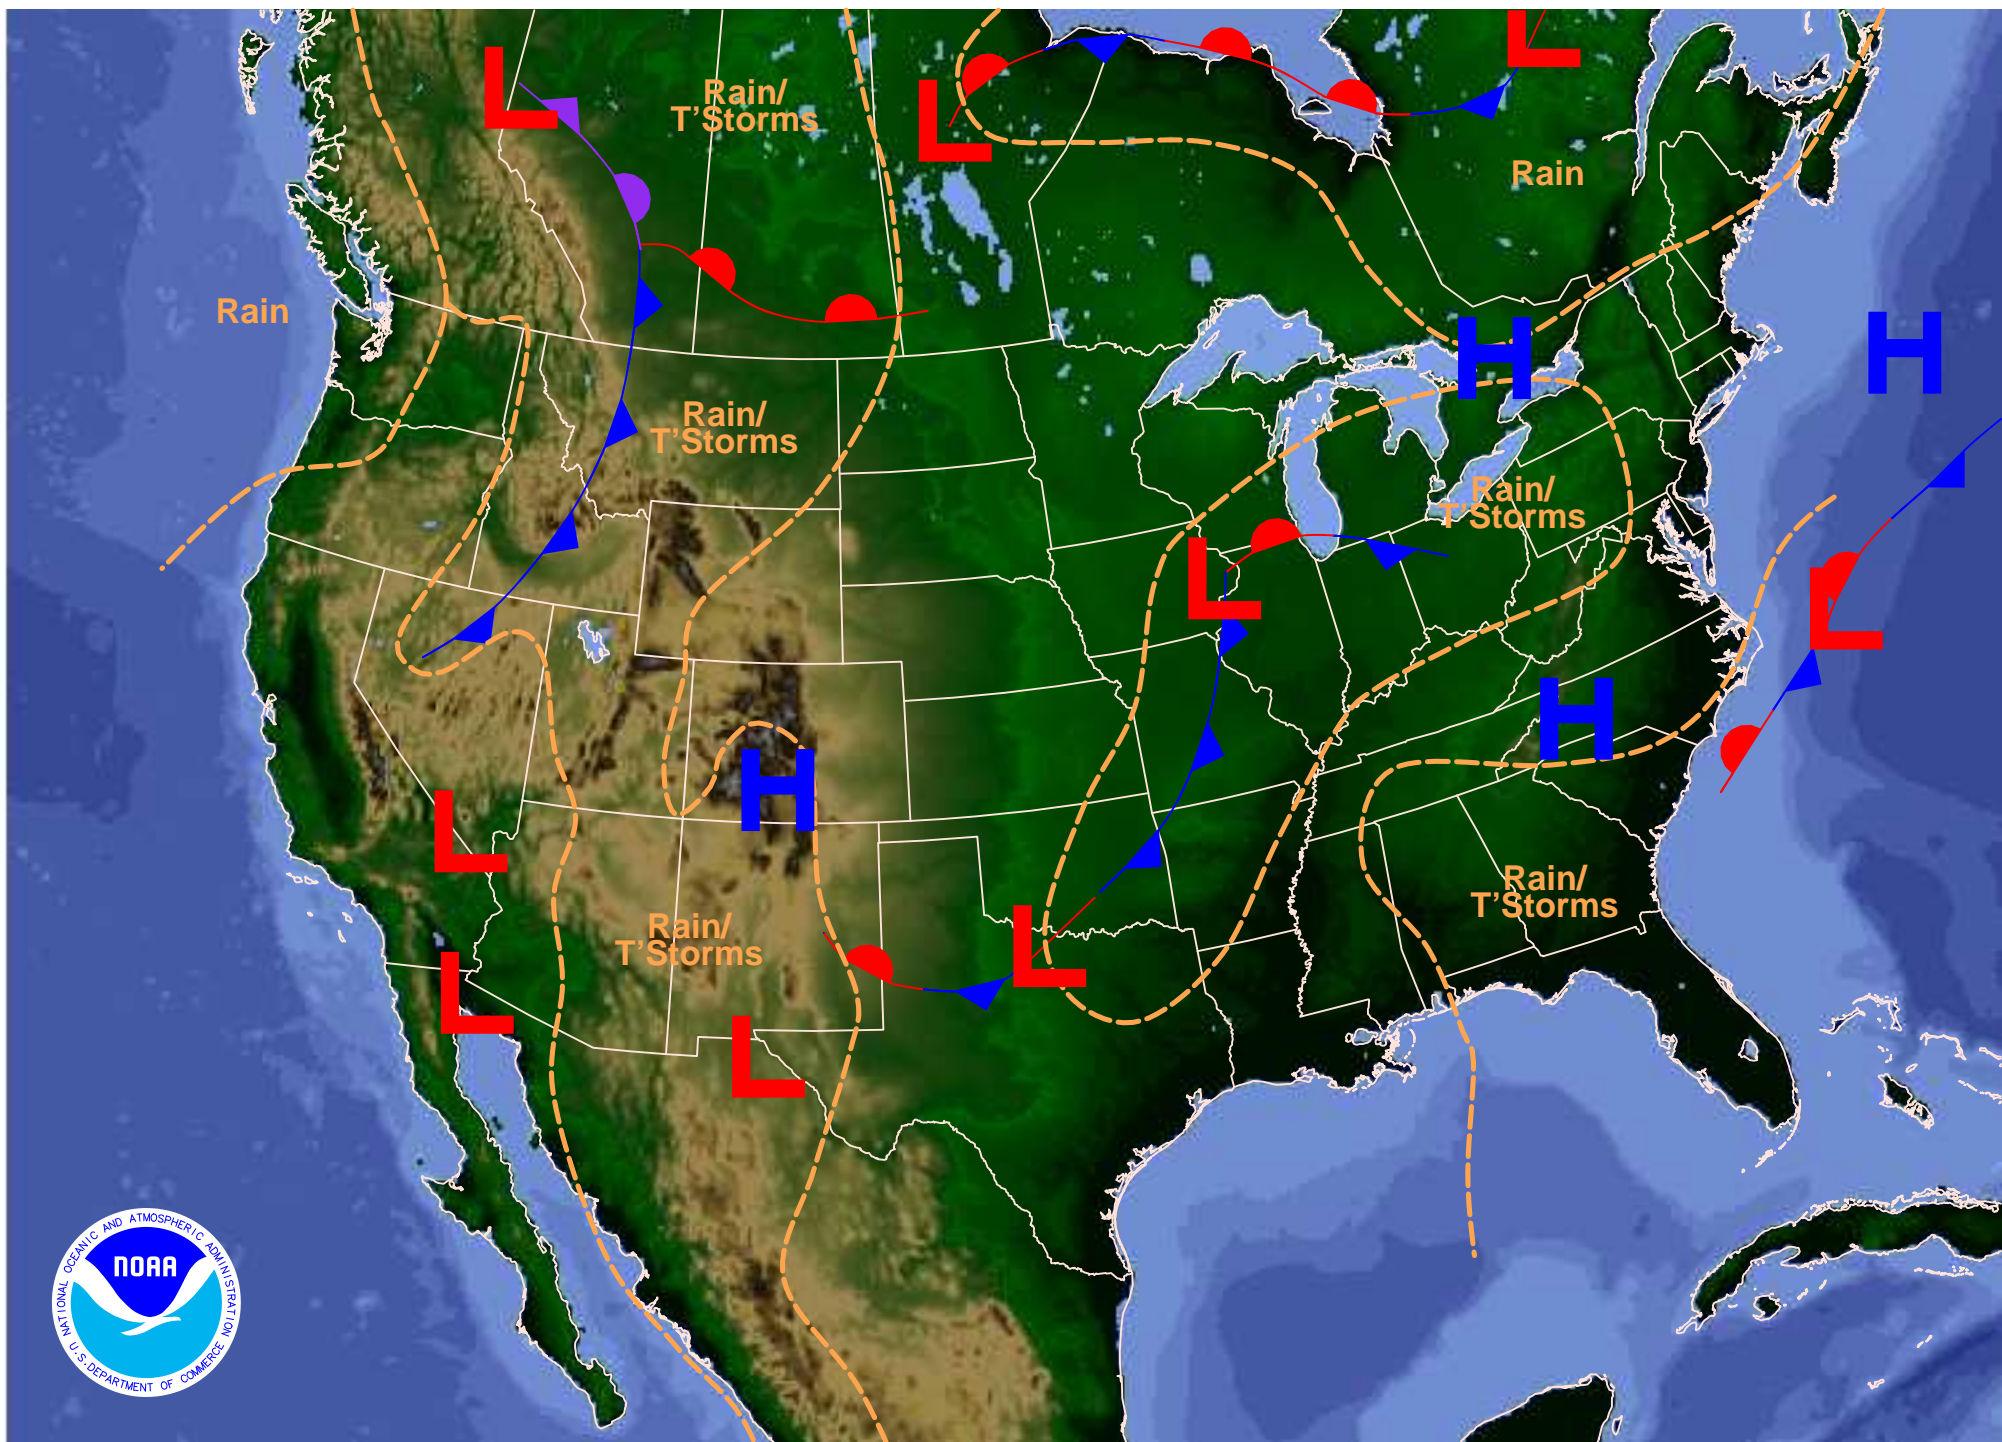 L
L
L
Rain/
T'Storms
Rain
Rain
H
H
Rain/
T'Storms
Rain/
T'Storms
L
L
H
H
L
Rain/
T'Storms
L
Rain/
T'Storms
L
L
NATIONAL OCEANIC AND ATMOSPHERIC ADMINISTRATION
NOAA
U.S. DEPARTMENT OF COMMERCE